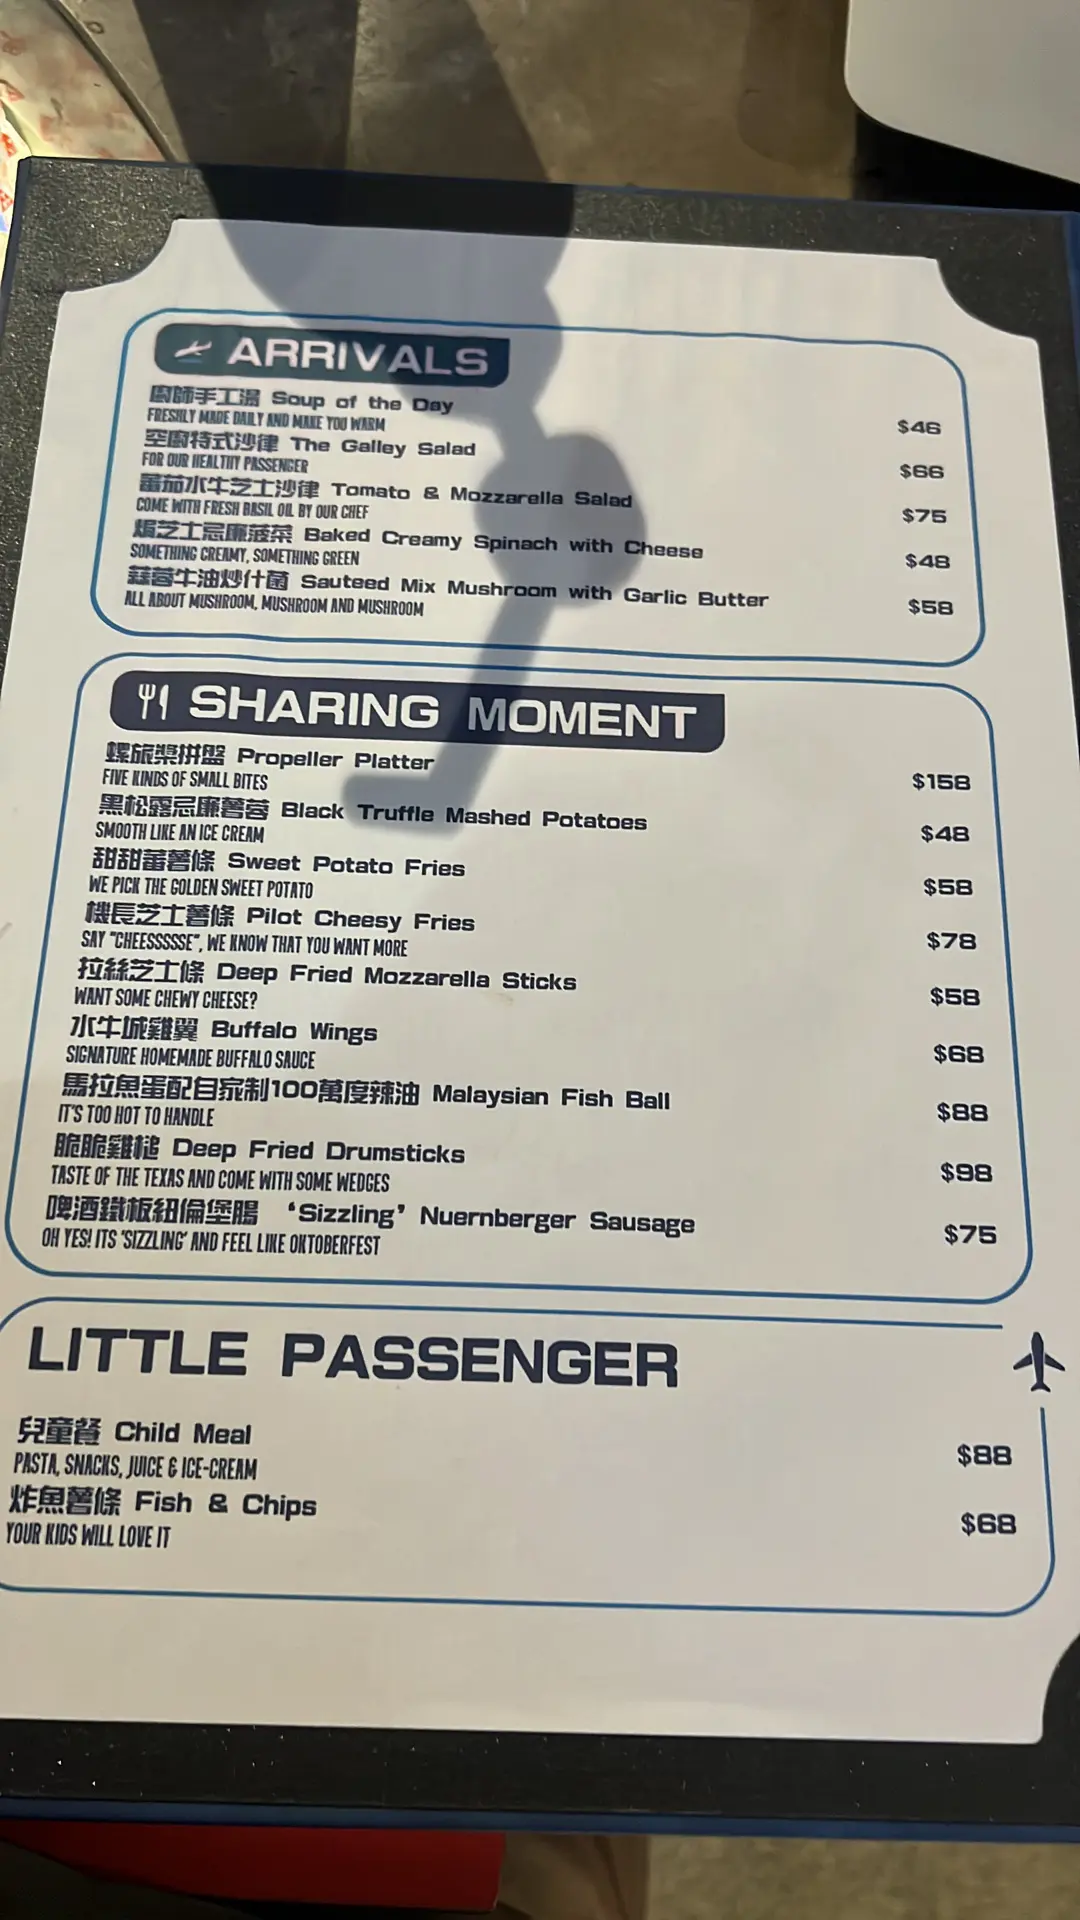 ARRIVALS
廚師手工湯 Soup of the Day
FRESHLY MADE DAILY AND MAKE YOU WARM
$46
空廚特式沙律 The Galley Salad
FOR OUR HEALTHY PASSENGER
$66
蕃茄水牛芝士沙律 Tomato & Mozzarella Salad
COME WITH FRESH BASIL OIL BY OUR CHEF
$75
焗芝士忌廉菠菜 Baked Creamy Spinach with Cheese
SOMETHING CREAMY, SOMETHING GREEN
$48
蒜蓉牛油炒什菌 Sauteed Mix Mushroom with Garlic Butter
ALL ABOUT MUSHROOM, MUSHROOM AND MUSHROOM
$58
SHARING MOMENT
螺旋槳拼盤 Propeller Platter
FIVE KINDS OF SMALL BITES
$158
黑松露忌廉薯蓉 Black Truffle Mashed Potatoes
SMOOTH LIKE AN ICE CREAM
$48
甜甜蕃薯條 Sweet Potato Fries
WE PICK THE GOLDEN SWEET POTATO
$58
機長芝士薯條 Pilot Cheesy Fries
SAY "CHEESSSSSE", WE KNOW THAT YOU WANT MORE
$78
拉絲芝士條 Deep Fried Mozzarella Sticks
WANT SOME CHEWY CHEESE?
$58
水牛城雞翼 Buffalo Wings
SIGNATURE HOMEMADE BUFFALO SAUCE
$68
馬拉魚蛋配自家制100萬度辣油 Malaysian Fish Ball
IT'S TOO HOT TO HANDLE
$88
脆脆雞槌 Deep Fried Drumsticks
TASTE OF THE TEXAS AND COME WITH SOME WEDGES
$98
啤酒鐵板紐倫堡腸 ‘Sizzling’ Nuernberger Sausage
OH YES! ITS 'SIZZLING' AND FEEL LIKE OKTOBERFEST
$75
LITTLE PASSENGER
兒童餐 Child Meal
PASTA, SNACKS, JUICE & ICE-CREAM
$88
炸魚薯條 Fish & Chips
YOUR KIDS WILL LOVE IT
$68